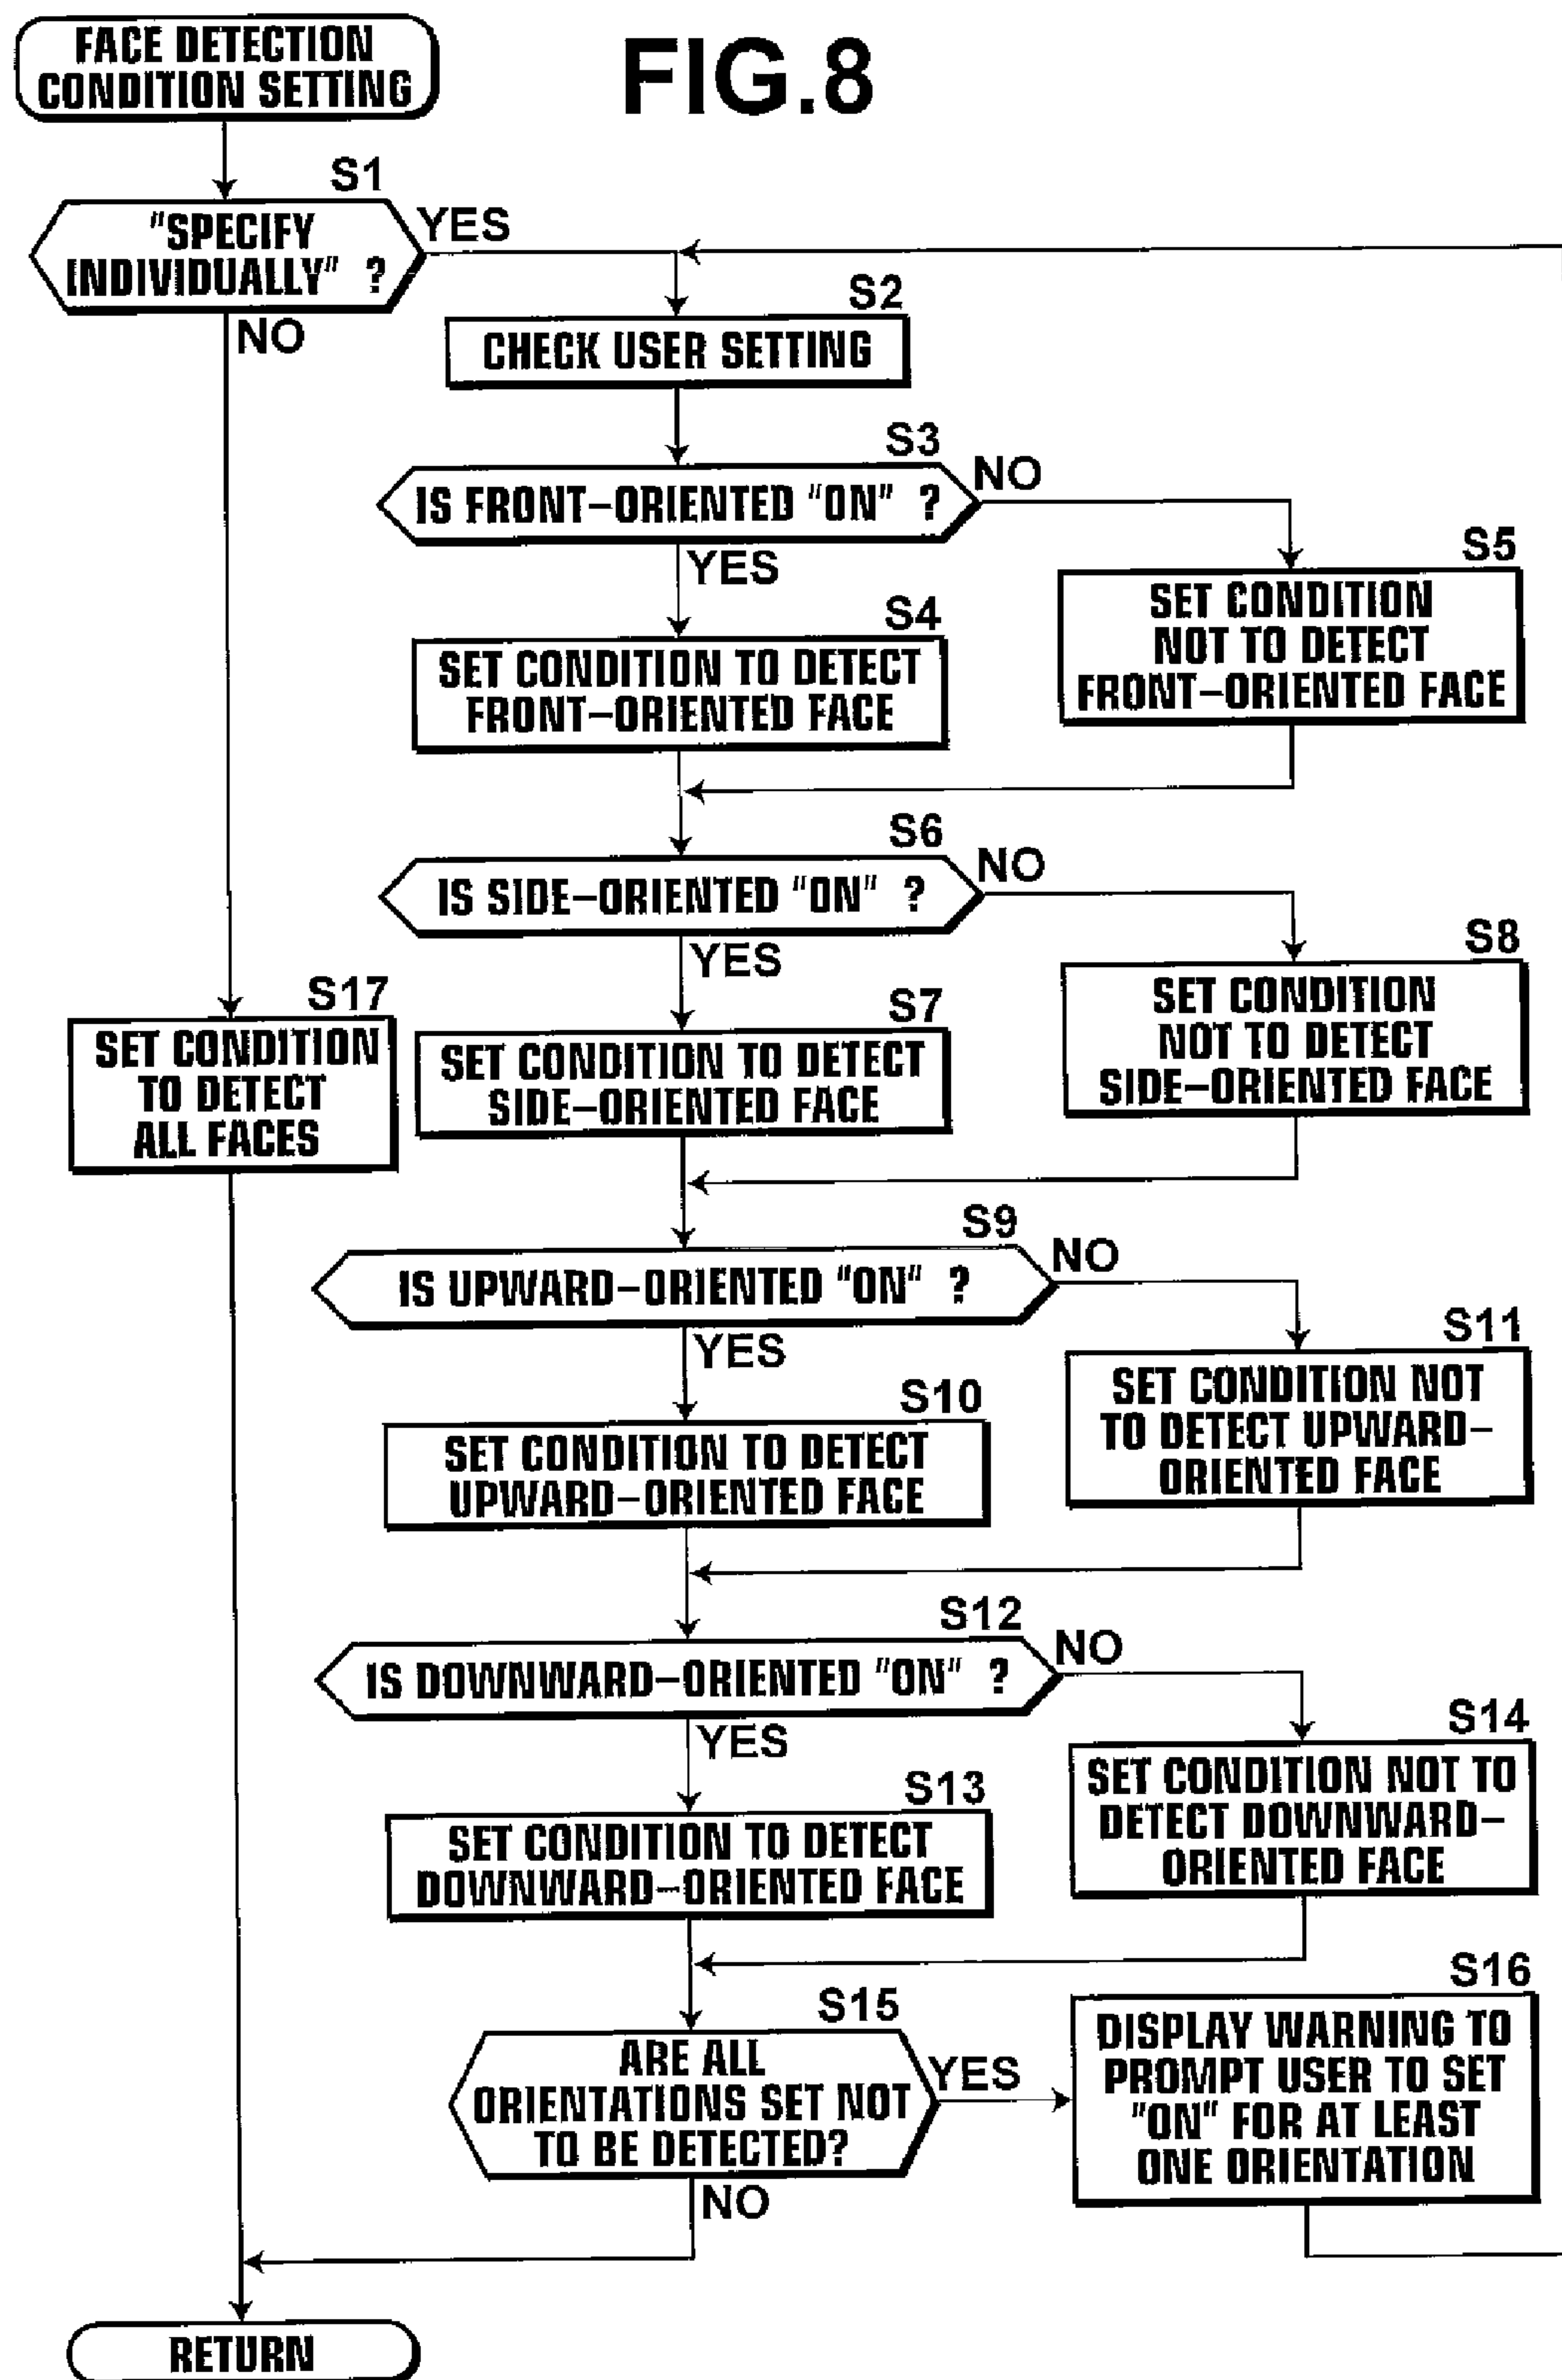 FACE DETECTION
CONDITION SETTING
FIG.8
S1
"SPECIFY
INDIVIDUALLY" ?
YES
NO
S2
CHECK USER SETTING
S3
IS FRONT-ORIENTED "ON" ?
NO
YES
S5
SET CONDITION
NOT TO DETECT
FRONT-ORIENTED FACE
S4
SET CONDITION TO DETECT
FRONT-ORIENTED FACE
S6
IS SIDE-ORIENTED "ON" ?
NO
YES
S8
SET CONDITION
NOT TO DETECT
SIDE-ORIENTED FACE
S17
SET CONDITION
TO DETECT
ALL FACES
S7
SET CONDITION TO DETECT
SIDE-ORIENTED FACE
S9
IS UPWARD-ORIENTED "ON" ?
NO
YES
S11
SET CONDITION NOT
TO DETECT UPWARD-
ORIENTED FACE
S10
SET CONDITION TO DETECT
UPWARD-ORIENTED FACE
S12
IS DOWNWARD-ORIENTED "ON" ?
NO
YES
S14
SET CONDITION NOT TO
DETECT DOWNWARD-
ORIENTED FACE
S13
SET CONDITION TO DETECT
DOWNWARD-ORIENTED FACE
S15
ARE ALL
ORIENTATIONS SET NOT
TO BE DETECTED?
YES
NO
S16
DISPLAY WARNING TO
PROMPT USER TO SET
"ON" FOR AT LEAST
ONE ORIENTATION
RETURN